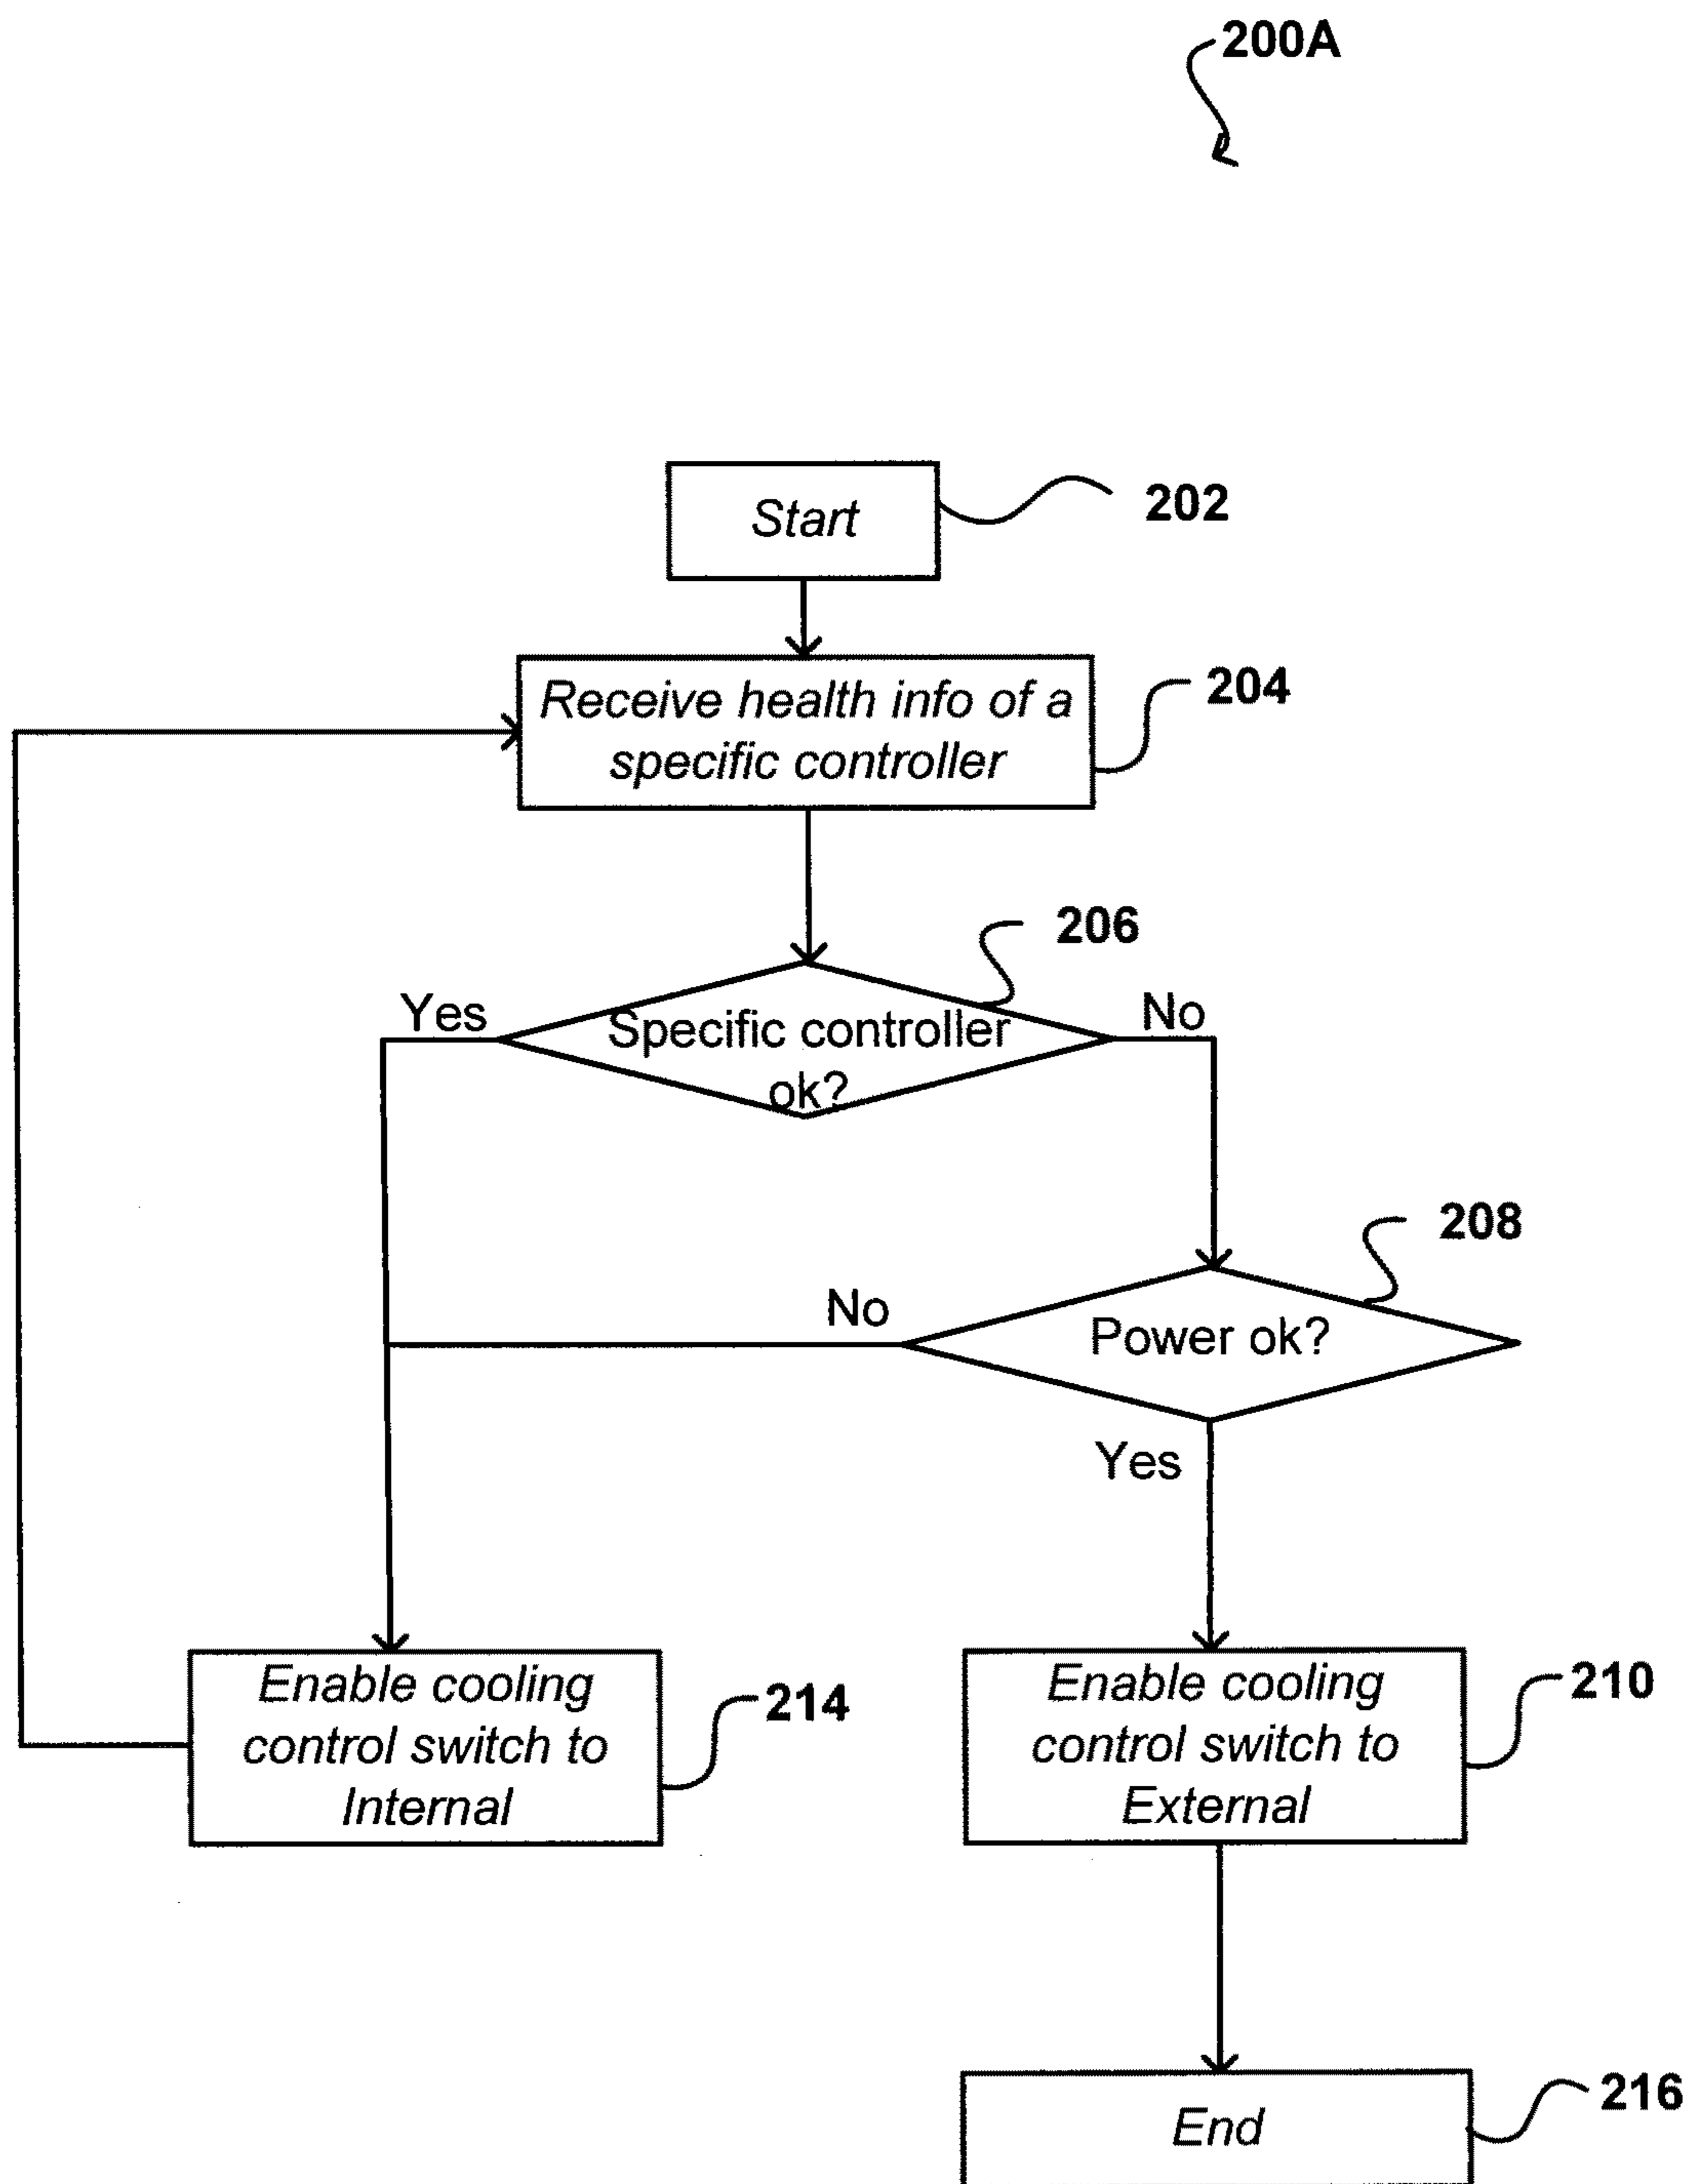 200A
Start
202
Receive health info of a
specific controller
204
206
Yes
No
Specific controller
ok?
208
No
Power ok?
Yes
Enable cooling
control switch to
Internal
214
Enable cooling
control switch to
External
210
End
216